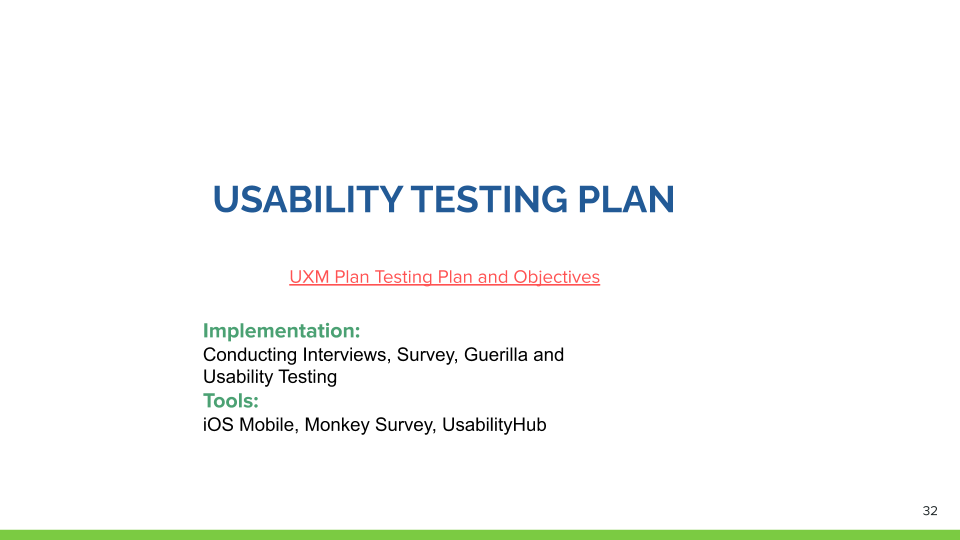 USABILITY TESTING PLAN
UXM Plan Testing Plan and Objectives
Implementation:
Conducting Interviews, Survey, Guerilla and
Usability Testing
Tools:
iOS Mobile, Monkey Survey, UsabilityHub
32